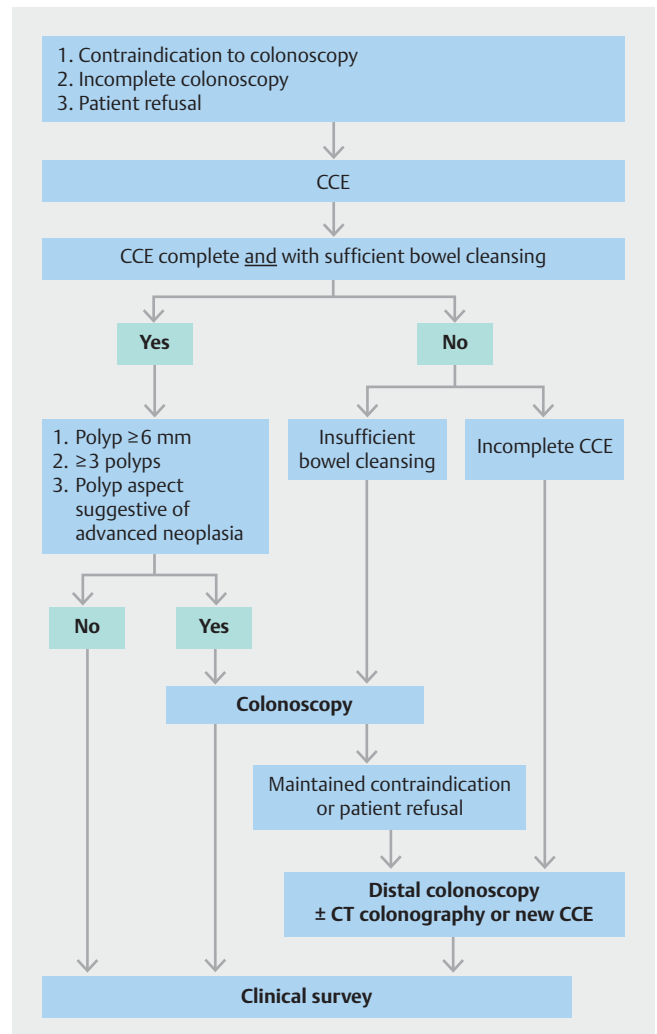 1. Contraindication to colonoscopy
2. Incomplete colonoscopy
3. Patient refusal
CCE
CCE complete and with sufficient bowel cleansing
Yes
No
1. Polyp ≥6 mm
2. ≥3 polyps
3. Polyp aspect
suggestive of
advanced neoplasia
Insufficient
bowel cleansing
Incomplete CCE
No
Yes
Colonoscopy
Maintained contraindication
or patient refusal
Distal colonoscopy
± CT colonography or new CCE
Clinical survey